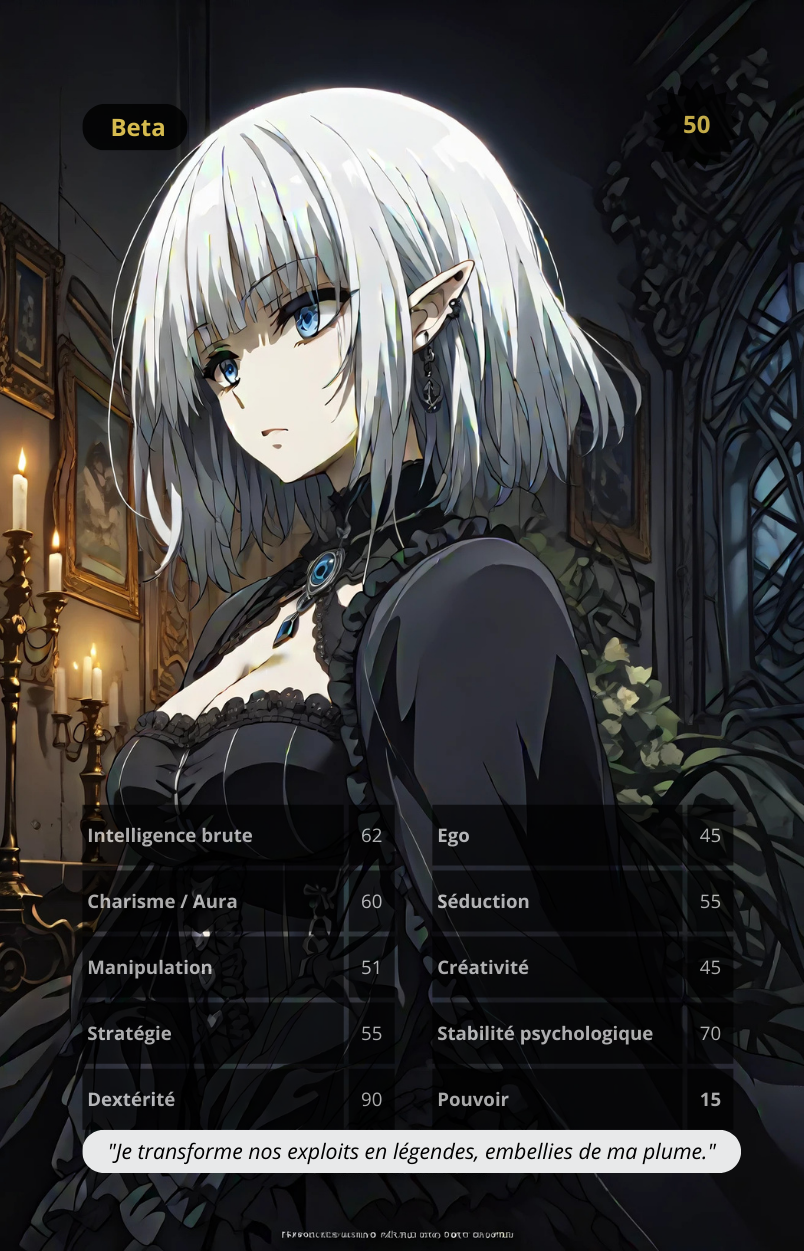 Beta
50
Intelligence brute 62
Ego 45
Charisme / Aura 60
Séduction 55
Manipulation 51
Créativité 45
Stratégie 55
Stabilité psychologique 70
Dextérité 90
Pouvoir 15
"Je transforme nos exploits en légendes, embellies de ma plume."